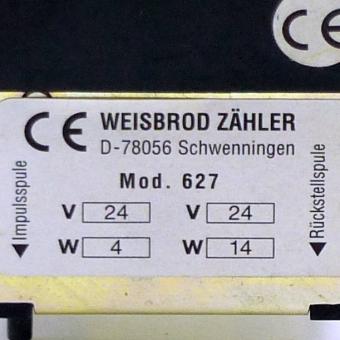 CE
CE WEISBROD ZÄHLER
D-78056 Schwenningen
Mod. 627
V 24 V 24
W 4 W 14
◀ Impulsspule
◀ Rückstellspule